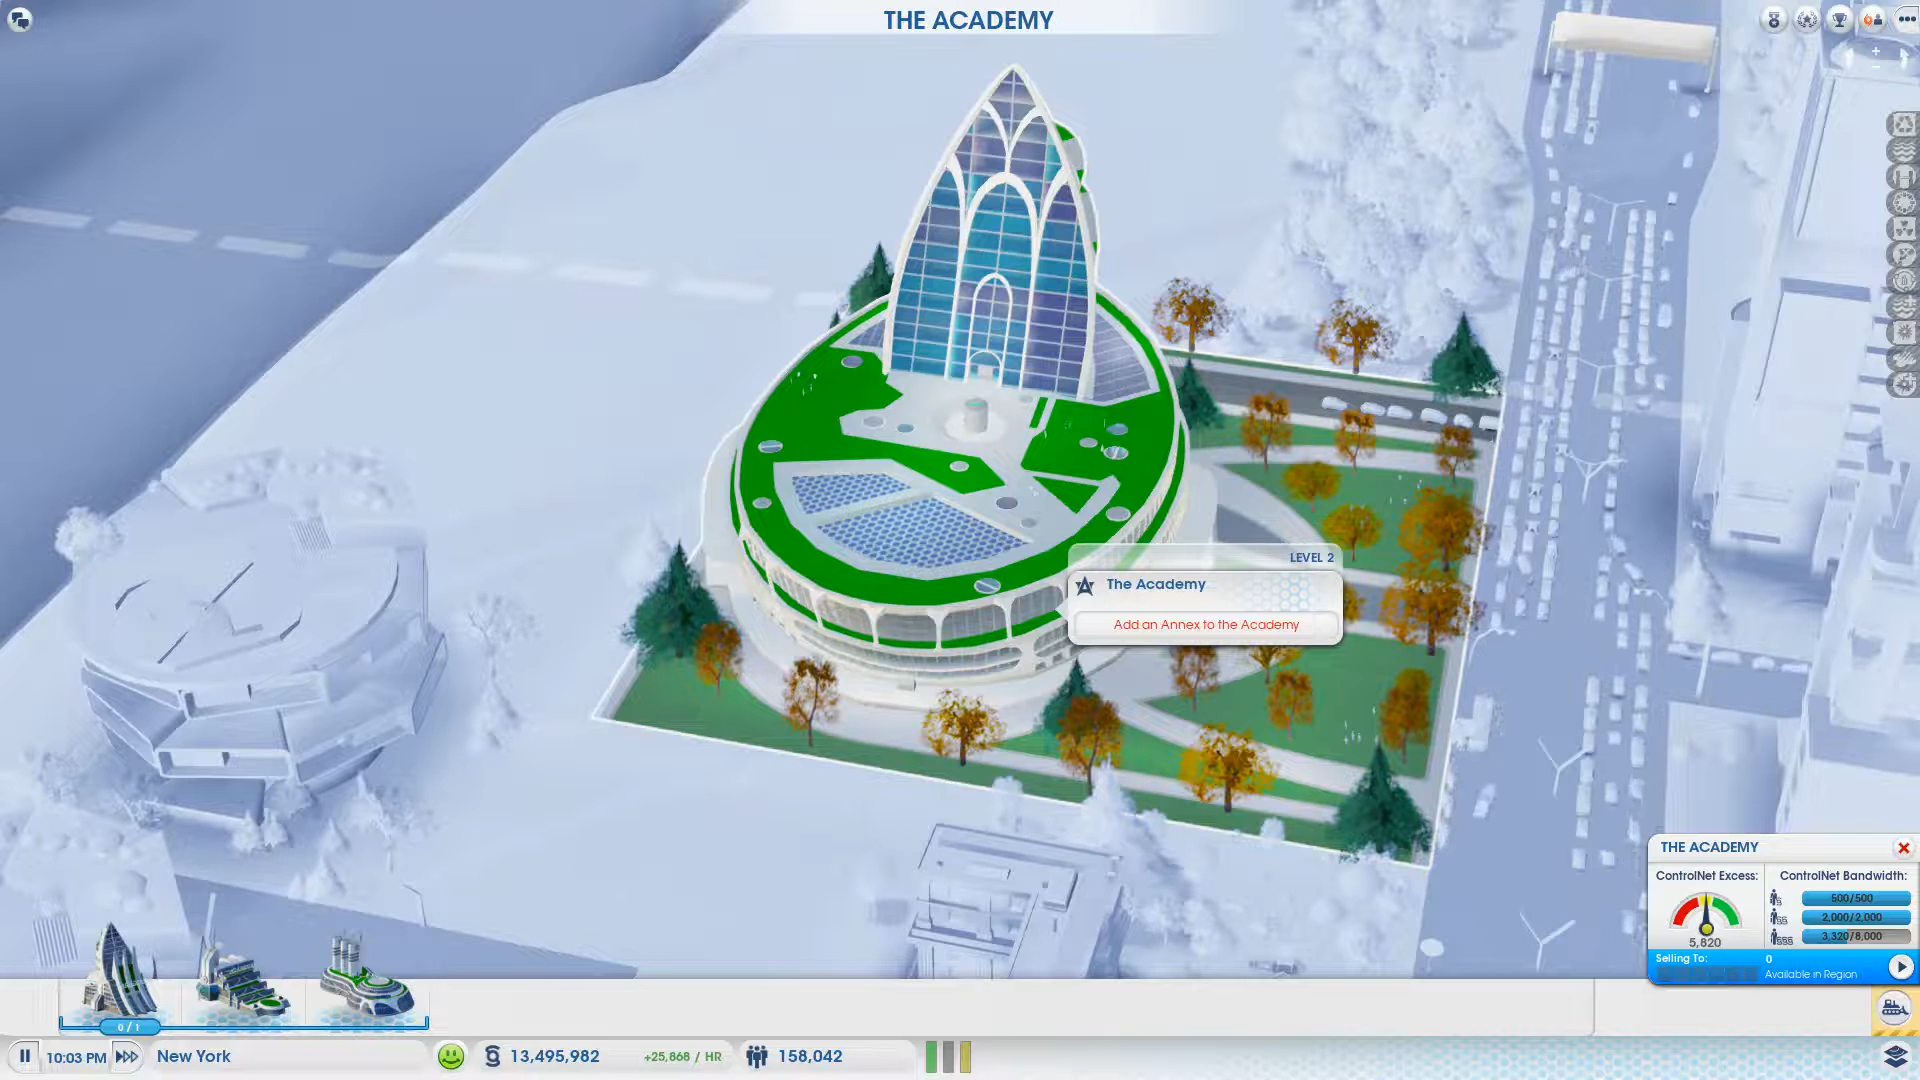 THE ACADEMY
LEVEL 2
The Academy
Add an Annex to the Academy
THE ACADEMY
ControlNet Excess:
ControlNet Bandwidth:
5,820
§ 500/500
§§ 2,000/2,000
§§§ 3,320/8,000
Selling To:
0
Available in Region
0 / 1
10:03 PM
New York
13,495,982
+25,868 / HR
158,042